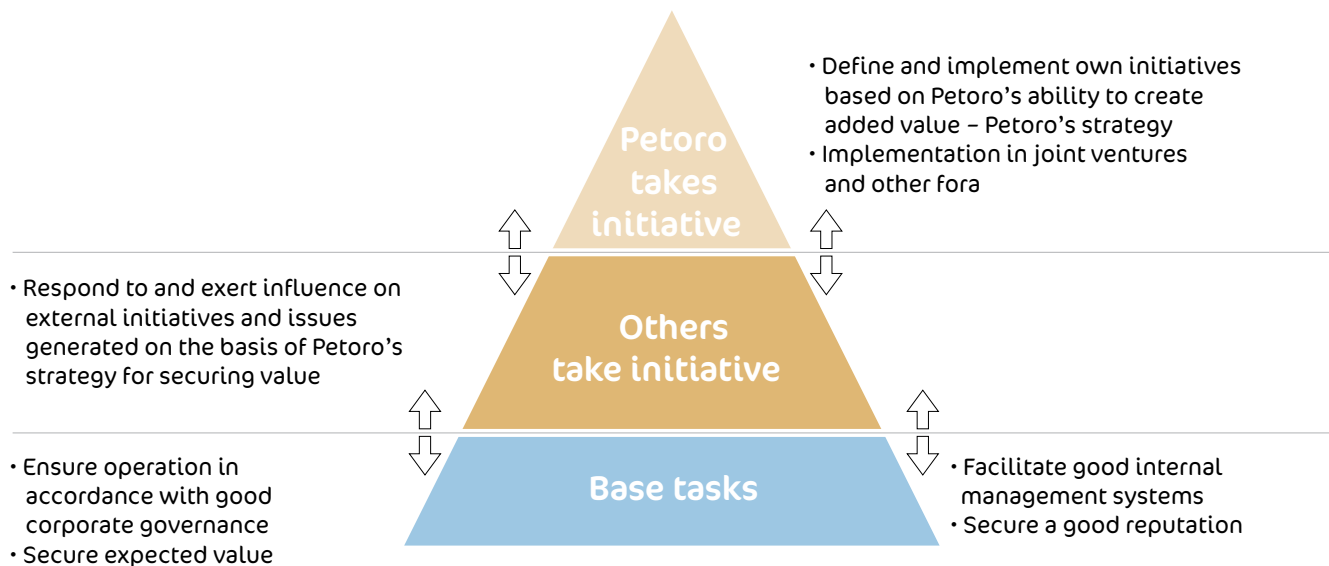 • Define and implement own initiatives
based on Petoro’s ability to create
added value – Petoro’s strategy
• Implementation in joint ventures
and other fora
Petoro
takes
initiative
• Respond to and exert influence on
external initiatives and issues
generated on the basis of Petoro’s
strategy for securing value
Others
take initiative
• Ensure operation in
accordance with good
corporate governance
• Secure expected value
Base tasks
• Facilitate good internal
management systems
• Secure a good reputation